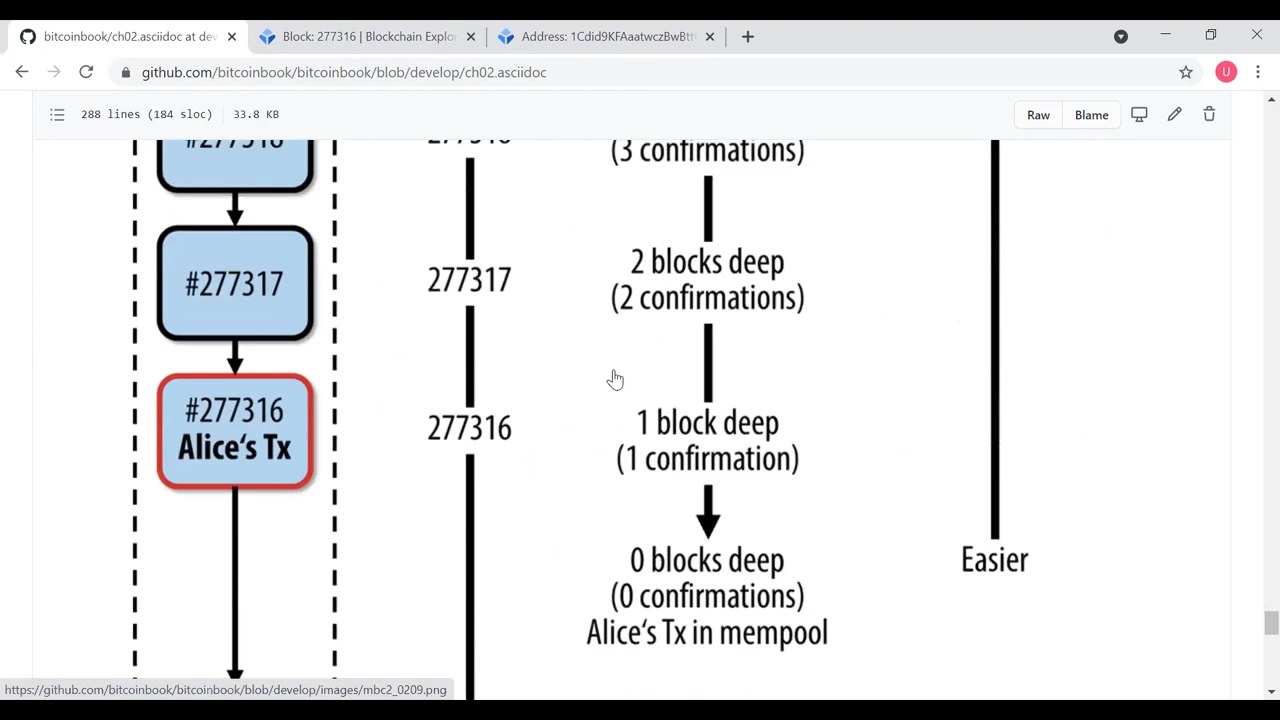 bitcoinbook/ch02.asciidoc at dev
Block: 277316 | Blockchain Explor
Address: 1Cdid9KFAaatwczBwBtt
github.com/bitcoinbook/bitcoinbook/blob/develop/ch02.asciidoc
U
288 lines (184 sloc)
33.8 KB
Raw
Blame
(3 confirmations)
#277317
277317
2 blocks deep
(2 confirmations)
#277316
Alice's Tx
277316
1 block deep
(1 confirmation)
0 blocks deep
(0 confirmations)
Alice's Tx in mempool
Easier
https://github.com/bitcoinbook/bitcoinbook/blob/develop/images/mbc2_0209.png